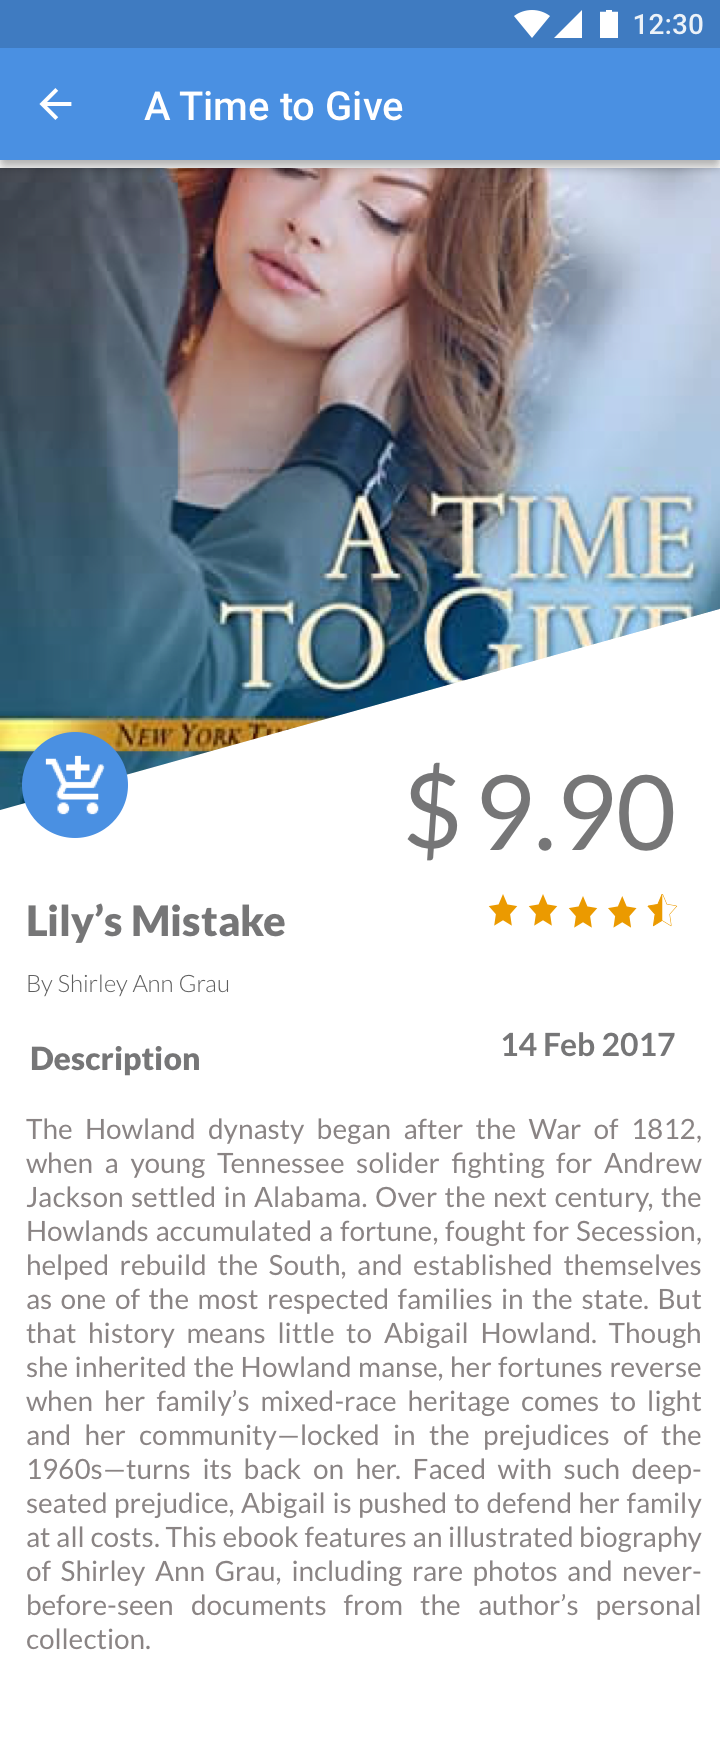 12:30
A Time to Give
A TIME
TO GIVE
NEW YORK
$ 9.90
Lily’s Mistake
By Shirley Ann Grau
14 Feb 2017
Description
The Howland dynasty began after the War of 1812,
when a young Tennessee solider fighting for Andrew
Jackson settled in Alabama. Over the next century, the
Howlands accumulated a fortune, fought for Secession,
helped rebuild the South, and established themselves
as one of the most respected families in the state. But
that history means little to Abigail Howland. Though
she inherited the Howland manse, her fortunes reverse
when her family’s mixed-race heritage comes to light
and her community—locked in the prejudices of the
1960s—turns its back on her. Faced with such deep-
seated prejudice, Abigail is pushed to defend her family
at all costs. This ebook features an illustrated biography
of Shirley Ann Grau, including rare photos and never-
before-seen documents from the author’s personal
collection.